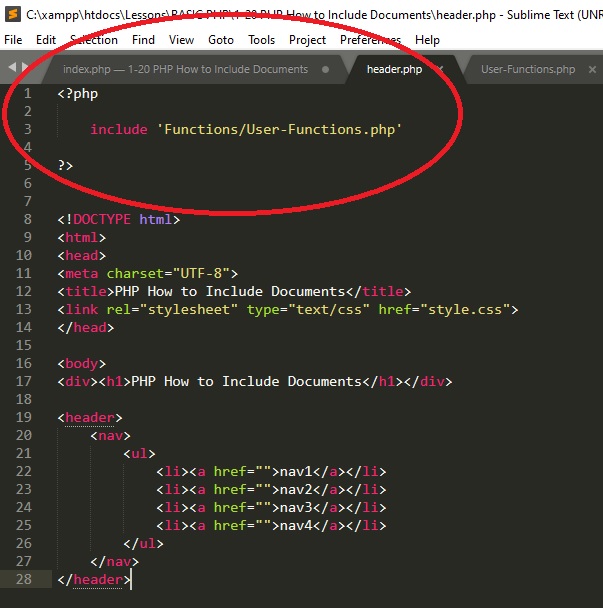 C:\xampp\htdocs\Lessons\BASIC PHP\1-20 PHP How to Include Documents\header.php - Sublime Text (UNR
File Edit Selection Find View Goto Tools Project Preferences Help
index.php — 1-20 PHP How to Include Documents header.php User-Functions.php
1 <?php
2
3 include 'Functions/User-Functions.php'
4
5 ?>
6
7
8 <!DOCTYPE html>
9 <html>
10 <head>
11 <meta charset="UTF-8">
12 <title>PHP How to Include Documents</title>
13 <link rel="stylesheet" type="text/css" href="style.css">
14 </head>
15
16 <body>
17 <div><h1>PHP How to Include Documents</h1></div>
18
19 <header>
20 <nav>
21 <ul>
22 <li><a href="">nav1</a></li>
23 <li><a href="">nav2</a></li>
24 <li><a href="">nav3</a></li>
25 <li><a href="">nav4</a></li>
26 </ul>
27 </nav>
28 </header>